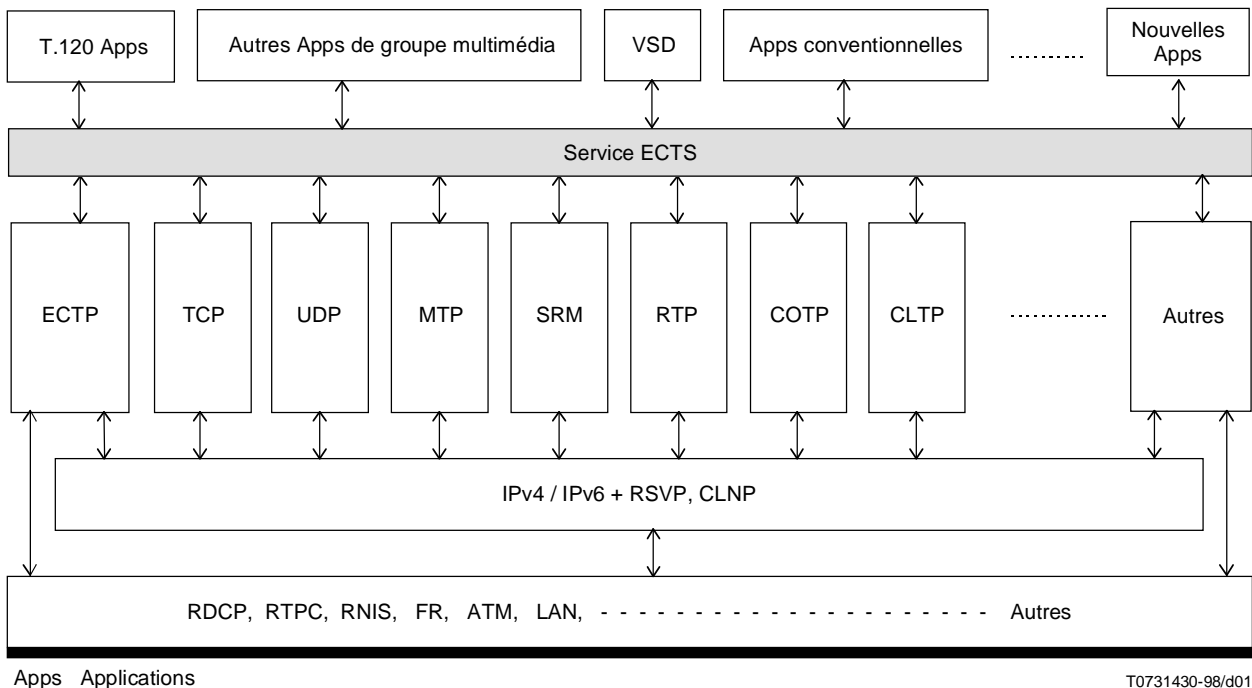 T.120 Apps
Autres Apps de groupe multimédia
VSD
Apps conventionnelles
Nouvelles
Apps
Service ECTS
ECTP
TCP
UDP
MTP
SRM
RTP
COTP
CLTP
Autres
IPv4 / IPv6 + RSVP, CLNP
RDCP, RTPC, RNIS, FR, ATM, LAN, - - - - - - - - - - - - - - - - - - - - - Autres
Apps Applications
T0731430-98/d01